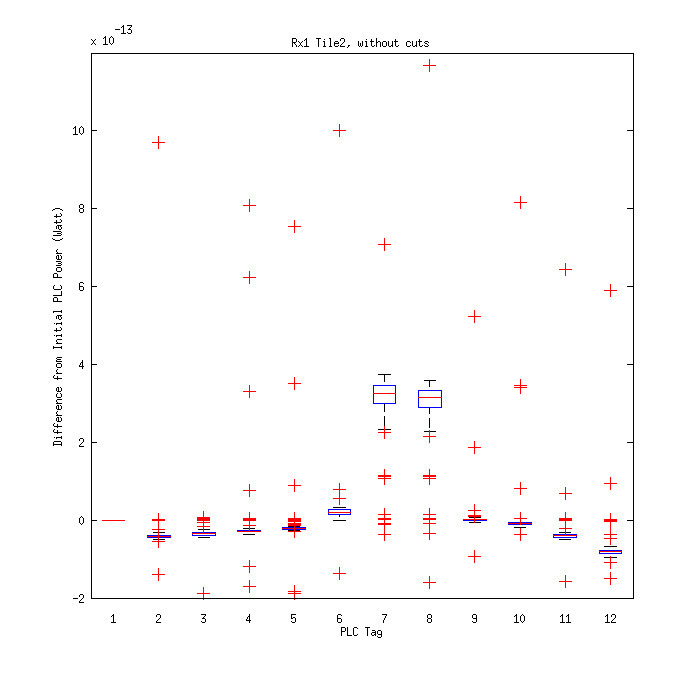 x 10-13
Rx1 Tile2, without cuts
Difference from Initial PLC Power (Watt)
10
8
6
4
2
0
-2
1 2 3 4 5 6 7 8 9 10 11 12
PLC Tag